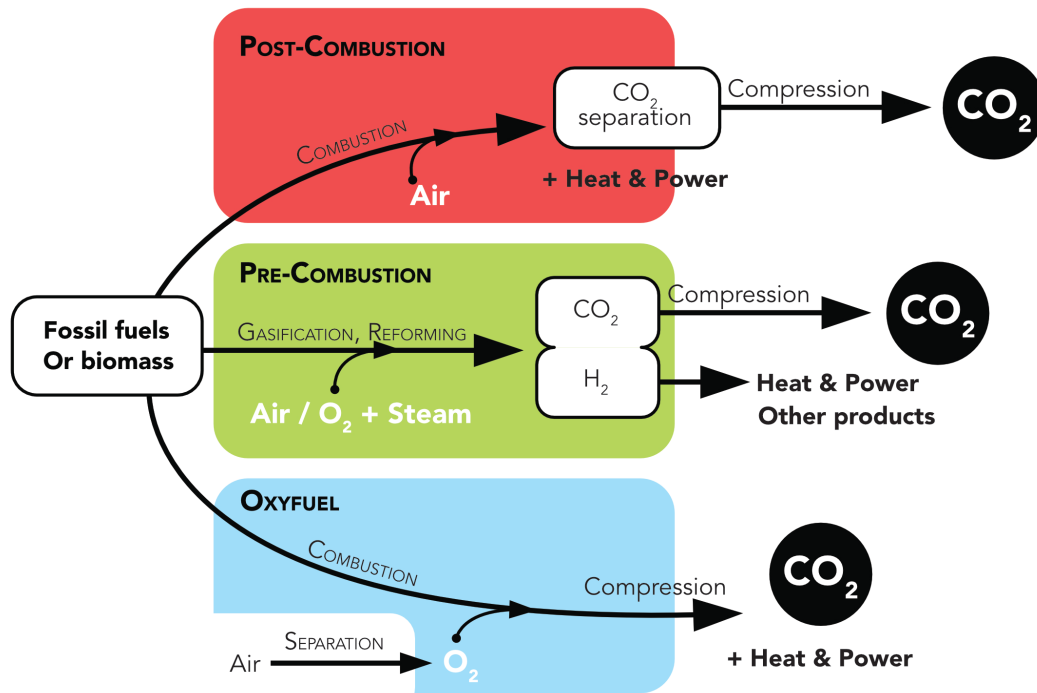 POST-COMBUSTION
CO₂
separation
Compression
CO₂
COMBUSTION
Air
+ Heat & Power
PRE-COMBUSTION
Fossil fuels
Or biomass
GASIFICATION, REFORMING
Air / O₂ + Steam
CO₂
H₂
Compression
CO₂
Heat & Power
Other products
OXYFUEL
COMBUSTION
Compression
CO₂
+ Heat & Power
Air
SEPARATION
O₂